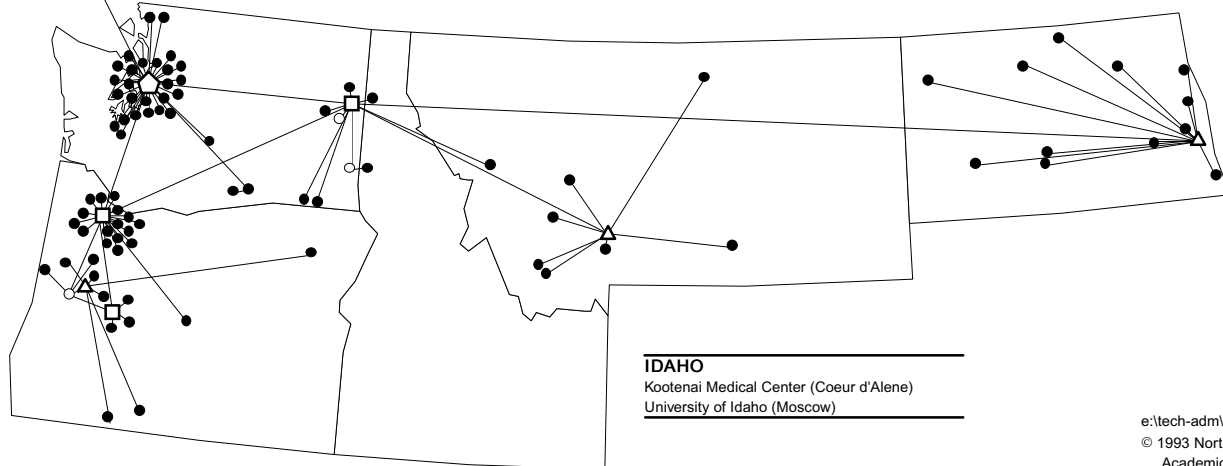 IDAHO
Kootenai Medical Center (Coeur d'Alene)
University of Idaho (Moscow)
e:\tech-adm\
© 1993 Nort
Academic